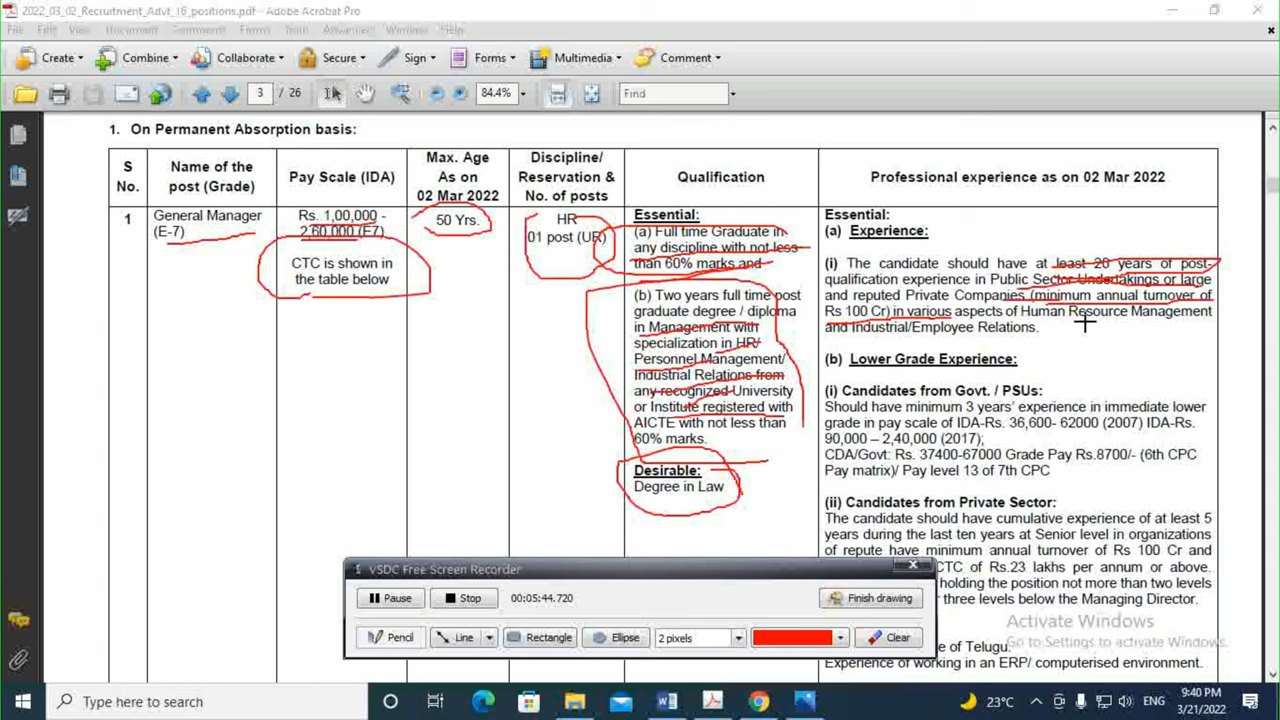 2022_03_02_Recruitment_Advt_16_positions.pdf - Adobe Acrobat Pro
File Edit View Document Comments Forms Tools Advanced Window Help
Create Combine Collaborate Secure Sign Forms Multimedia Comment
3 / 26 84.4% Find
1. On Permanent Absorption basis:
S No.
Name of the post (Grade)
Pay Scale (IDA)
Max. Age As on 02 Mar 2022
Discipline/ Reservation & No. of posts
Qualification
Professional experience as on 02 Mar 2022
1
General Manager
(E-7)
Rs. 1,00,000 -
2,60,000 (E7)
CTC is shown in
the table below
50 Yrs.
HR
01 post (UR)
Essential:
(a) Full time Graduate in
any discipline with not less
than 60% marks and
(b) Two years full time post
graduate degree / diploma
in Management with
specialization in HR/
Personnel Management/
Industrial Relations from
any recognized University
or Institute registered with
AICTE with not less than
60% marks.
Desirable:
Degree in Law
Essential:
(a) Experience:
(i) The candidate should have at least 20 years of post-
qualification experience in Public Sector Undertakings or large
and reputed Private Companies (minimum annual turnover of
Rs 100 Cr) in various aspects of Human Resource Management
and Industrial/Employee Relations.
(b) Lower Grade Experience:
(i) Candidates from Govt. / PSUs:
Should have minimum 3 years' experience in immediate lower
grade in pay scale of IDA-Rs. 36,600- 62000 (2007) IDA-Rs.
90,000 – 2,40,000 (2017);
CDA/Govt: Rs. 37400-67000 Grade Pay Rs.8700/- (6th CPC
Pay matrix)/ Pay level 13 of 7th CPC
(ii) Candidates from Private Sector:
The candidate should have cumulative experience of at least 5
years during the last ten years at Senior level in organizations
of repute have minimum annual turnover of Rs 100 Cr and
CTC of Rs.23 lakhs per annum or above.
holding the position not more than two levels
three levels below the Managing Director.
of Telugu.
Experience of working in an ERP/ computerised environment.
VSDC Free Screen Recorder
Pause Stop 00:05:44.720 Finish drawing
Pencil Line Rectangle Ellipse 2 pixels Clear
Activate Windows
Go to Settings to activate Windows.
Type here to search
23°C ENG 9:40 PM
3/21/2022